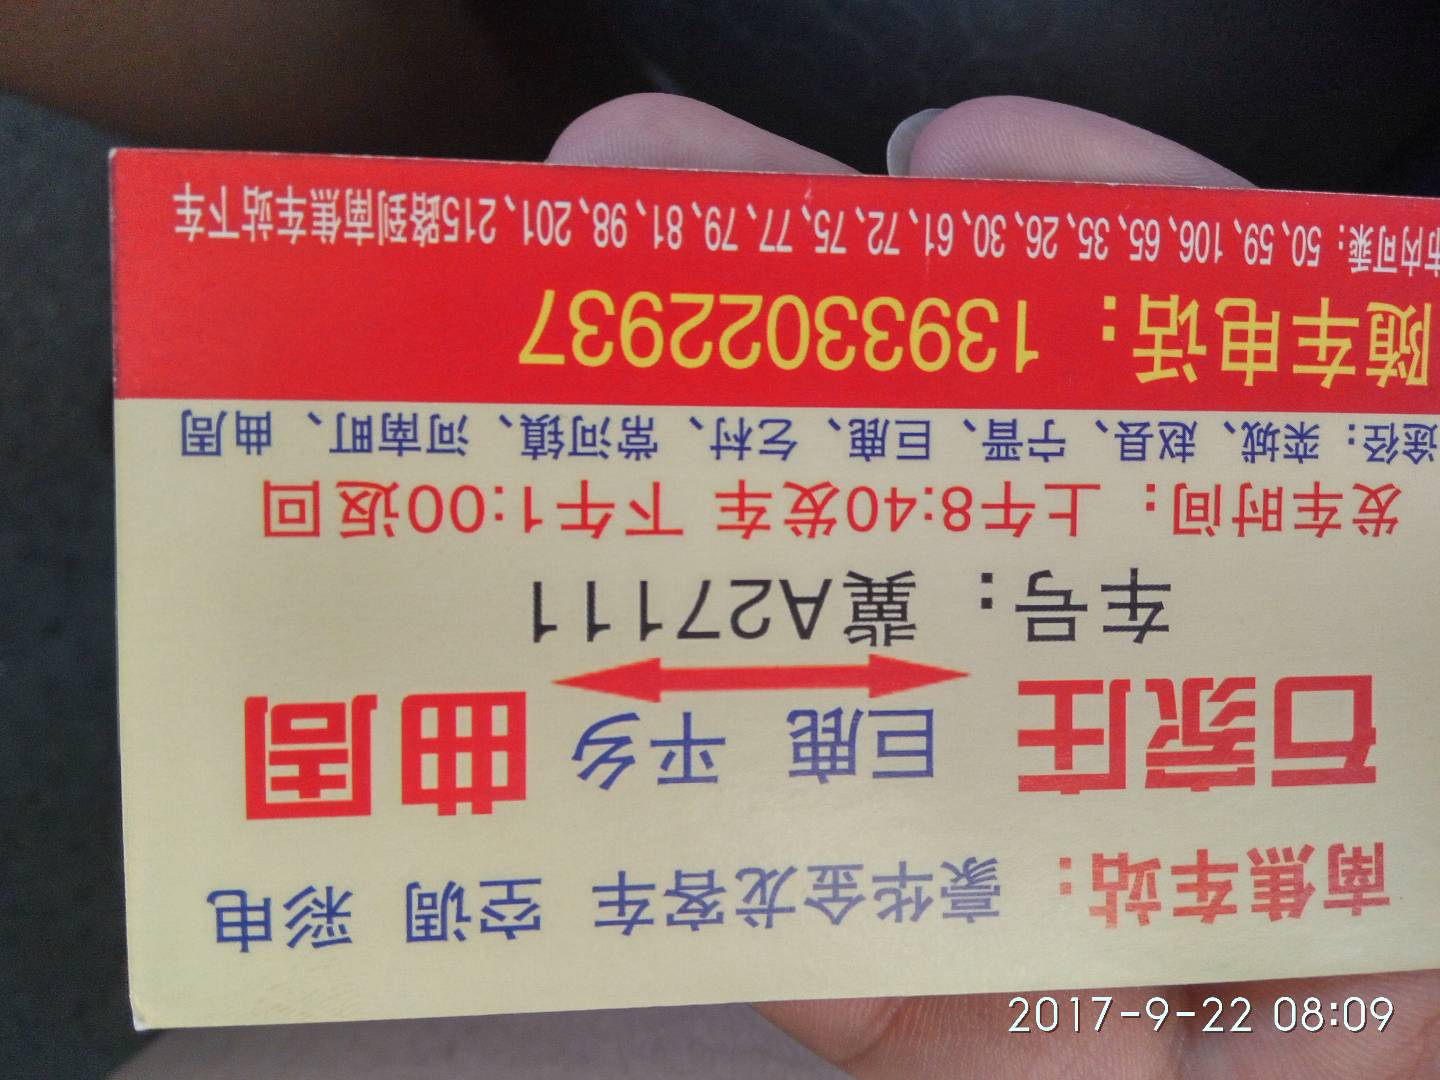 南焦车站：豪华金龙客车 空调 彩电
石家庄 巨鹿 平乡 曲周
车号：冀A27111
发车时间：上午8:40发车 下午1:00返回
途径：栾城、赵县、宁晋、巨鹿、乞村、常河镇、河南町、曲周
随车电话：13933022937
市内可乘：50、59、106、65、35、26、30、61、72、75、77、79、81、98、201、215路到南焦车站下车
2017-9-22 08:09